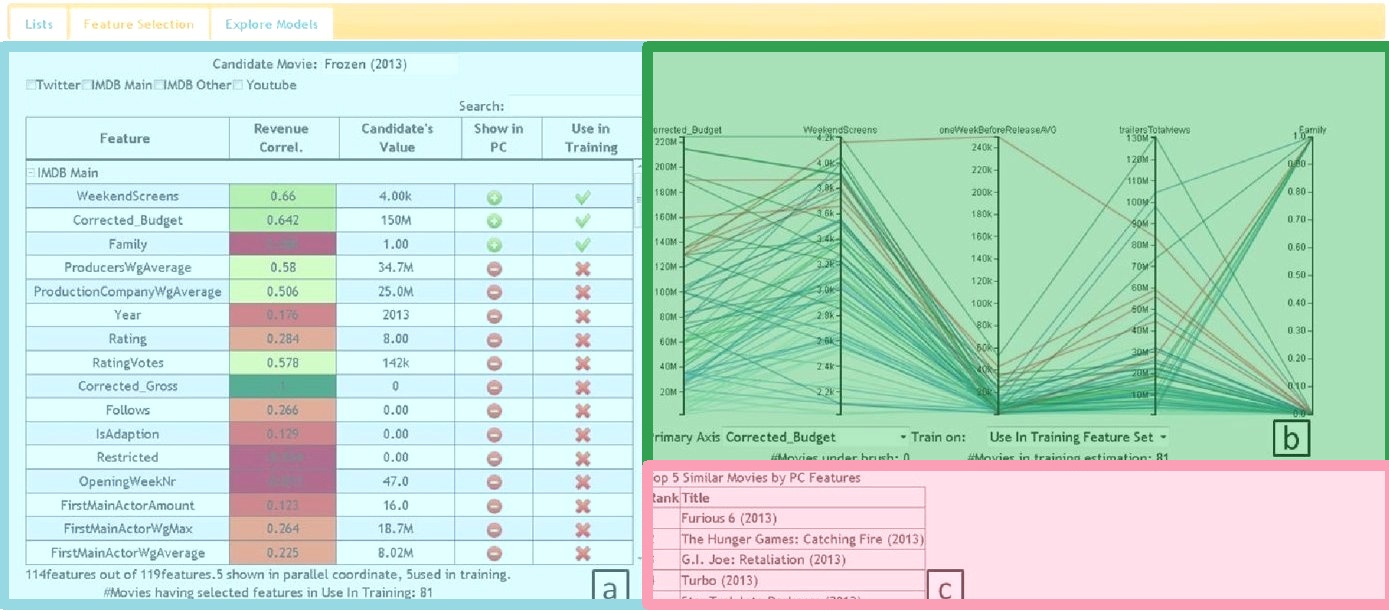 Lists Feature Selection Explore Models
Candidate Movie: Frozen (2013)
Twitter IMDB Main IMDB Other Youtube
Search:
Feature Revenue Correl. Candidate's Value Show in PC Use in Training
IMDB Main
WeekendScreens 0.66 4.00k
Corrected_Budget 0.642 150M
Family 1.00
ProducersWgAverage 0.58 34.7M
ProductionCompanyWgAverage 0.506 25.0M
Year 0.176 2013
Rating 0.284 8.00
RatingVotes 0.578 142k
Corrected_Gross 1 0
Follows 0.266 0.00
IsAdaption 0.129 0.00
Restricted 0.00
OpeningWeekNr 47.0
FirstMainActorAmount 0.123 16.0
FirstMainActorWgMax 0.264 18.7M
FirstMainActorWgAverage 0.225 8.02M
114features out of 119features.5 shown in parallel coordinate, 5used in training.
#Movies having selected features in Use In Training: 81
a
orrected_Budget WeekendScreens oneWeekBeforeReleaseAVG trailersTotalviews Family
220M
200M
180M
160M
140M
120M
100M
80M
60M
40M
20M
4.2k
4.0k
3.8k
3.6k
3.4k
3.2k
3.0k
2.8k
2.6k
2.4k
2.2k
240k
220k
200k
180k
160k
140k
120k
100k
80k
60k
40k
20k
130M
120M
110M
100M
90M
80M
70M
60M
50M
40M
30M
20M
10M
1.0
0.90
0.80
0.70
0.60
0.50
0.40
0.30
0.20
0.10
0.0
rimary Axis Corrected_Budget Train on: Use In Training Feature Set
#Movies under brush: 0 #Movies in training estimation: 81
b
op 5 Similar Movies by PC Features
Rank Title
Furious 6 (2013)
The Hunger Games: Catching Fire (2013)
G.I. Joe: Retaliation (2013)
Turbo (2013)
c